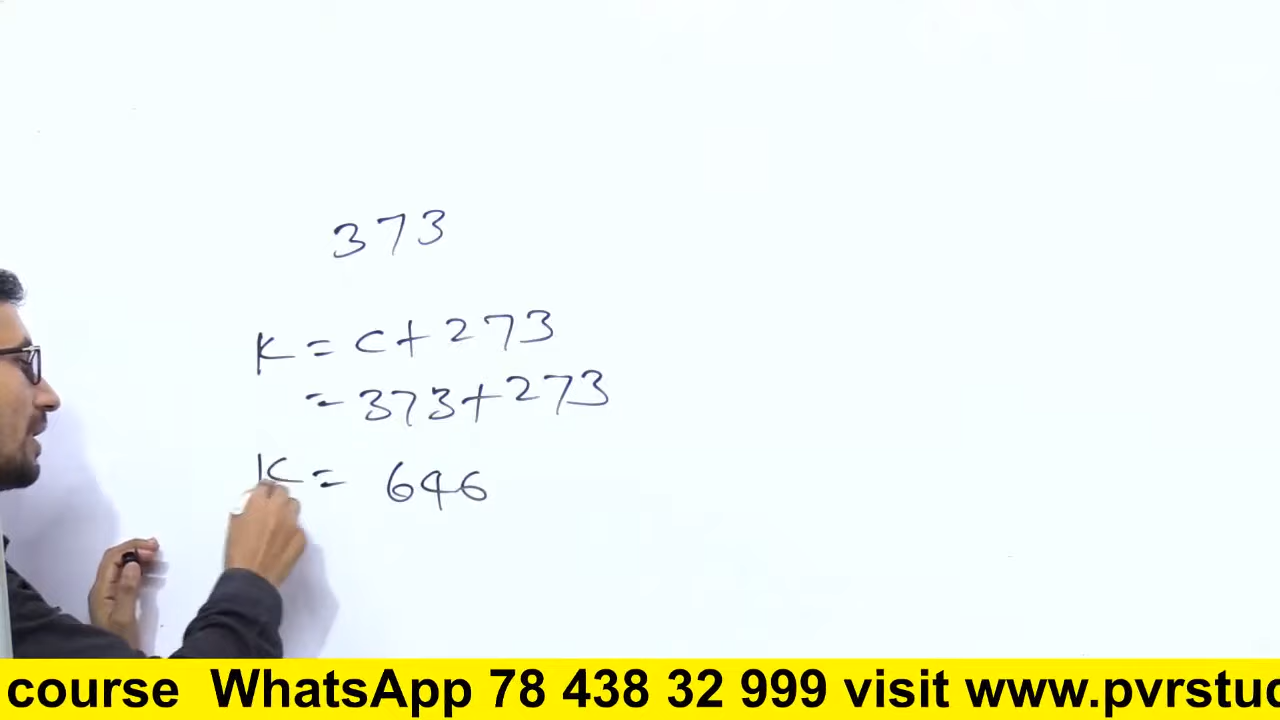 373
K = C + 273
= 373 + 273
K = 646
course WhatsApp 78 438 32 999 visit www.pvrstud